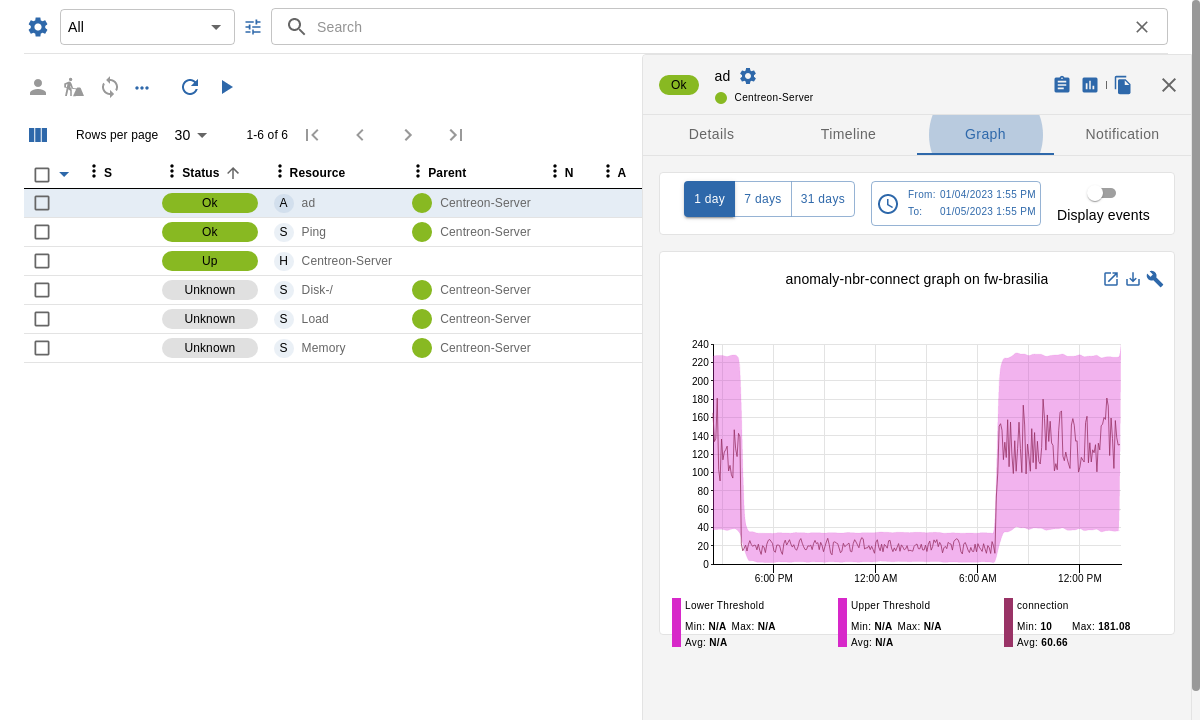 All
Search
Ok
ad
Centreon-Server
Rows per page 30 1-6 of 6
Details Timeline Graph Notification
S Status Resource Parent N A
Ok A ad Centreon-Server
Ok S Ping Centreon-Server
Up H Centreon-Server
Unknown S Disk-/ Centreon-Server
Unknown S Load Centreon-Server
Unknown S Memory Centreon-Server
1 day 7 days 31 days
From: 01/04/2023 1:55 PM
To: 01/05/2023 1:55 PM
Display events
anomaly-nbr-connect graph on fw-brasilia
240
220
200
180
160
140
120
100
80
60
40
20
0
6:00 PM 12:00 AM 6:00 AM 12:00 PM
Lower Threshold Upper Threshold connection
Min: N/A Max: N/A Min: N/A Max: N/A Min: 10 Max: 181.08
Avg: N/A Avg: N/A Avg: 60.66